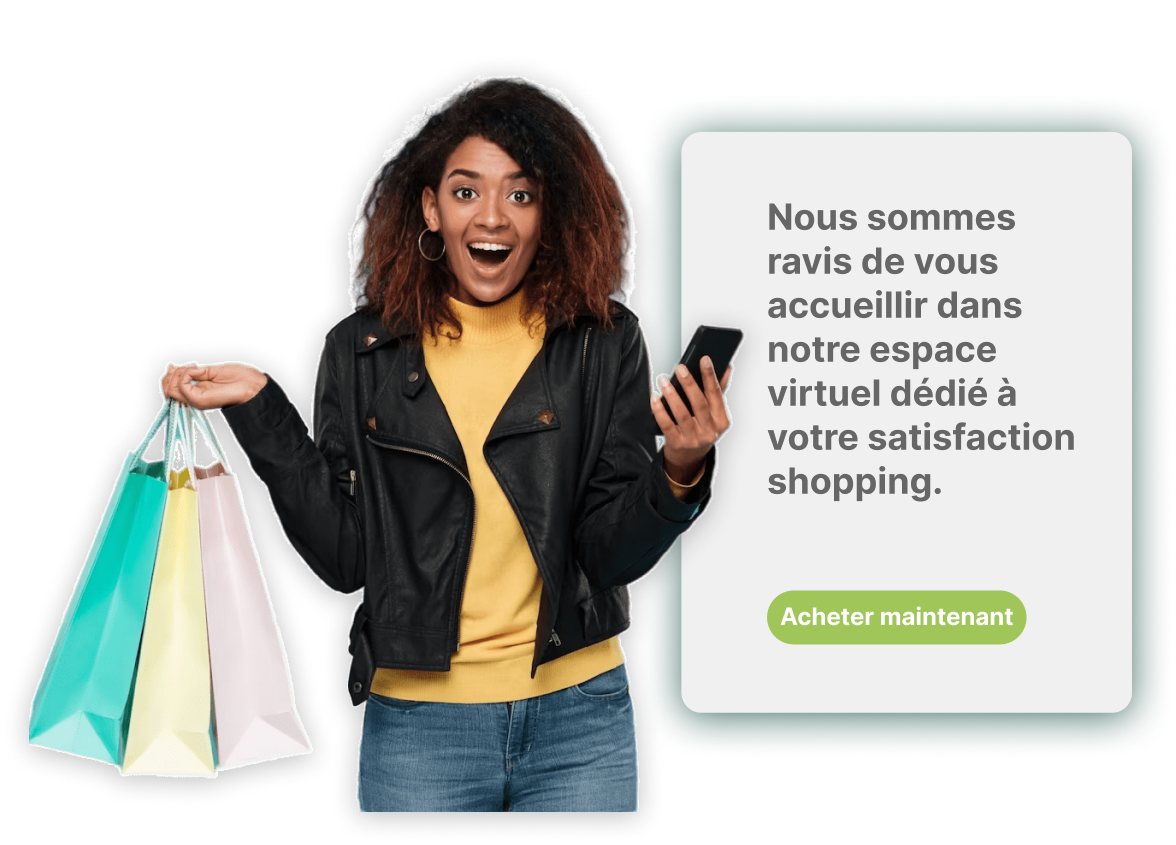 Nous sommes
ravis de vous
accueillir dans
notre espace
virtuel dédié à
votre satisfaction
shopping.
Acheter maintenant